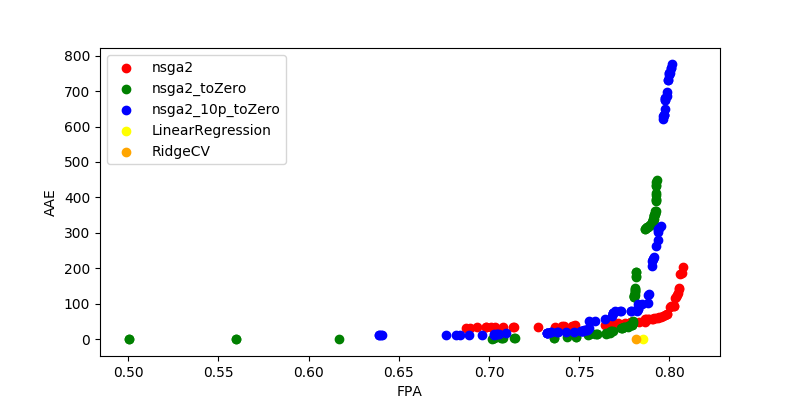 nsga2
nsga2_toZero
nsga2_10p_toZero
LinearRegression
RidgeCV
800
700
600
500
400
300
200
100
0
AAE
0.50 0.55 0.60 0.65 0.70 0.75 0.80
FPA